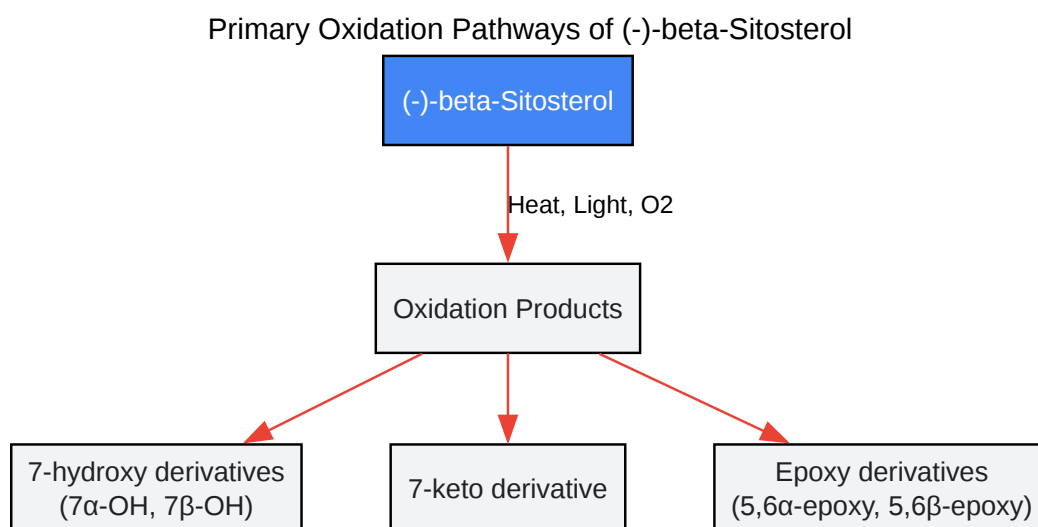 Primary Oxidation Pathways of (-)-beta-Sitosterol
(-)-beta-Sitosterol
Heat, Light, O2
Oxidation Products
7-hydroxy derivatives
(7α-OH, 7β-OH)
7-keto derivative
Epoxy derivatives
(5,6α-epoxy, 5,6β-epoxy)